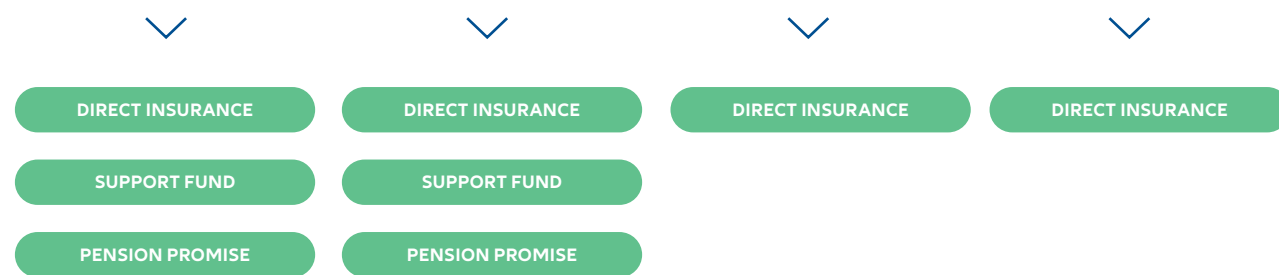 DIRECT INSURANCE DIRECT INSURANCE DIRECT INSURANCE DIRECT INSURANCE
SUPPORT FUND SUPPORT FUND
PENSION PROMISE PENSION PROMISE